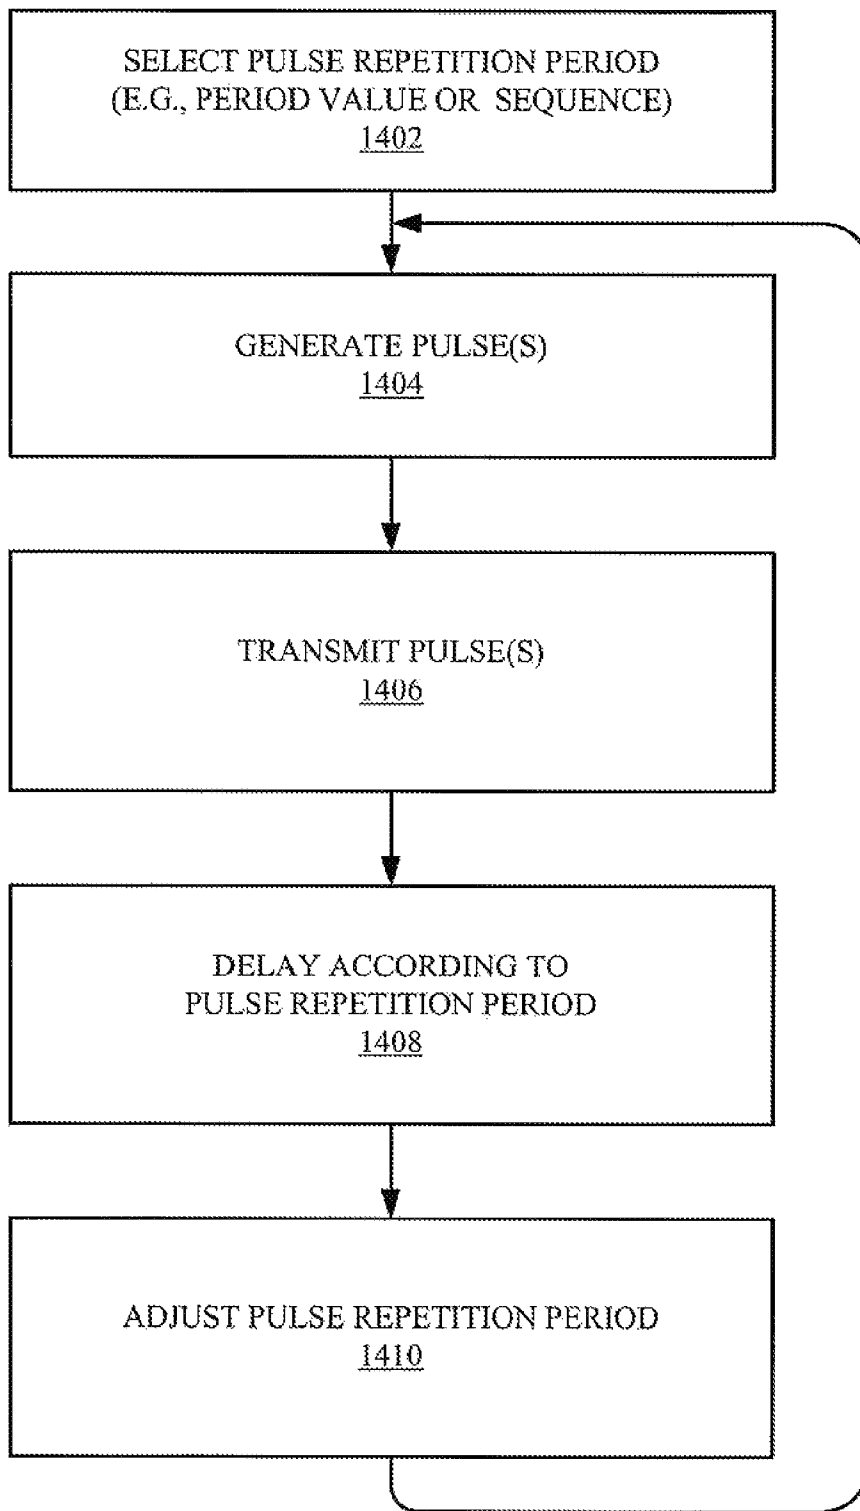 SELECT PULSE REPETITION PERIOD
(E.G., PERIOD VALUE OR SEQUENCE)
1402
GENERATE PULSE(S)
1404
TRANSMIT PULSE(S)
1406
DELAY ACCORDING TO
PULSE REPETITION PERIOD
1408
ADJUST PULSE REPETITION PERIOD
1410